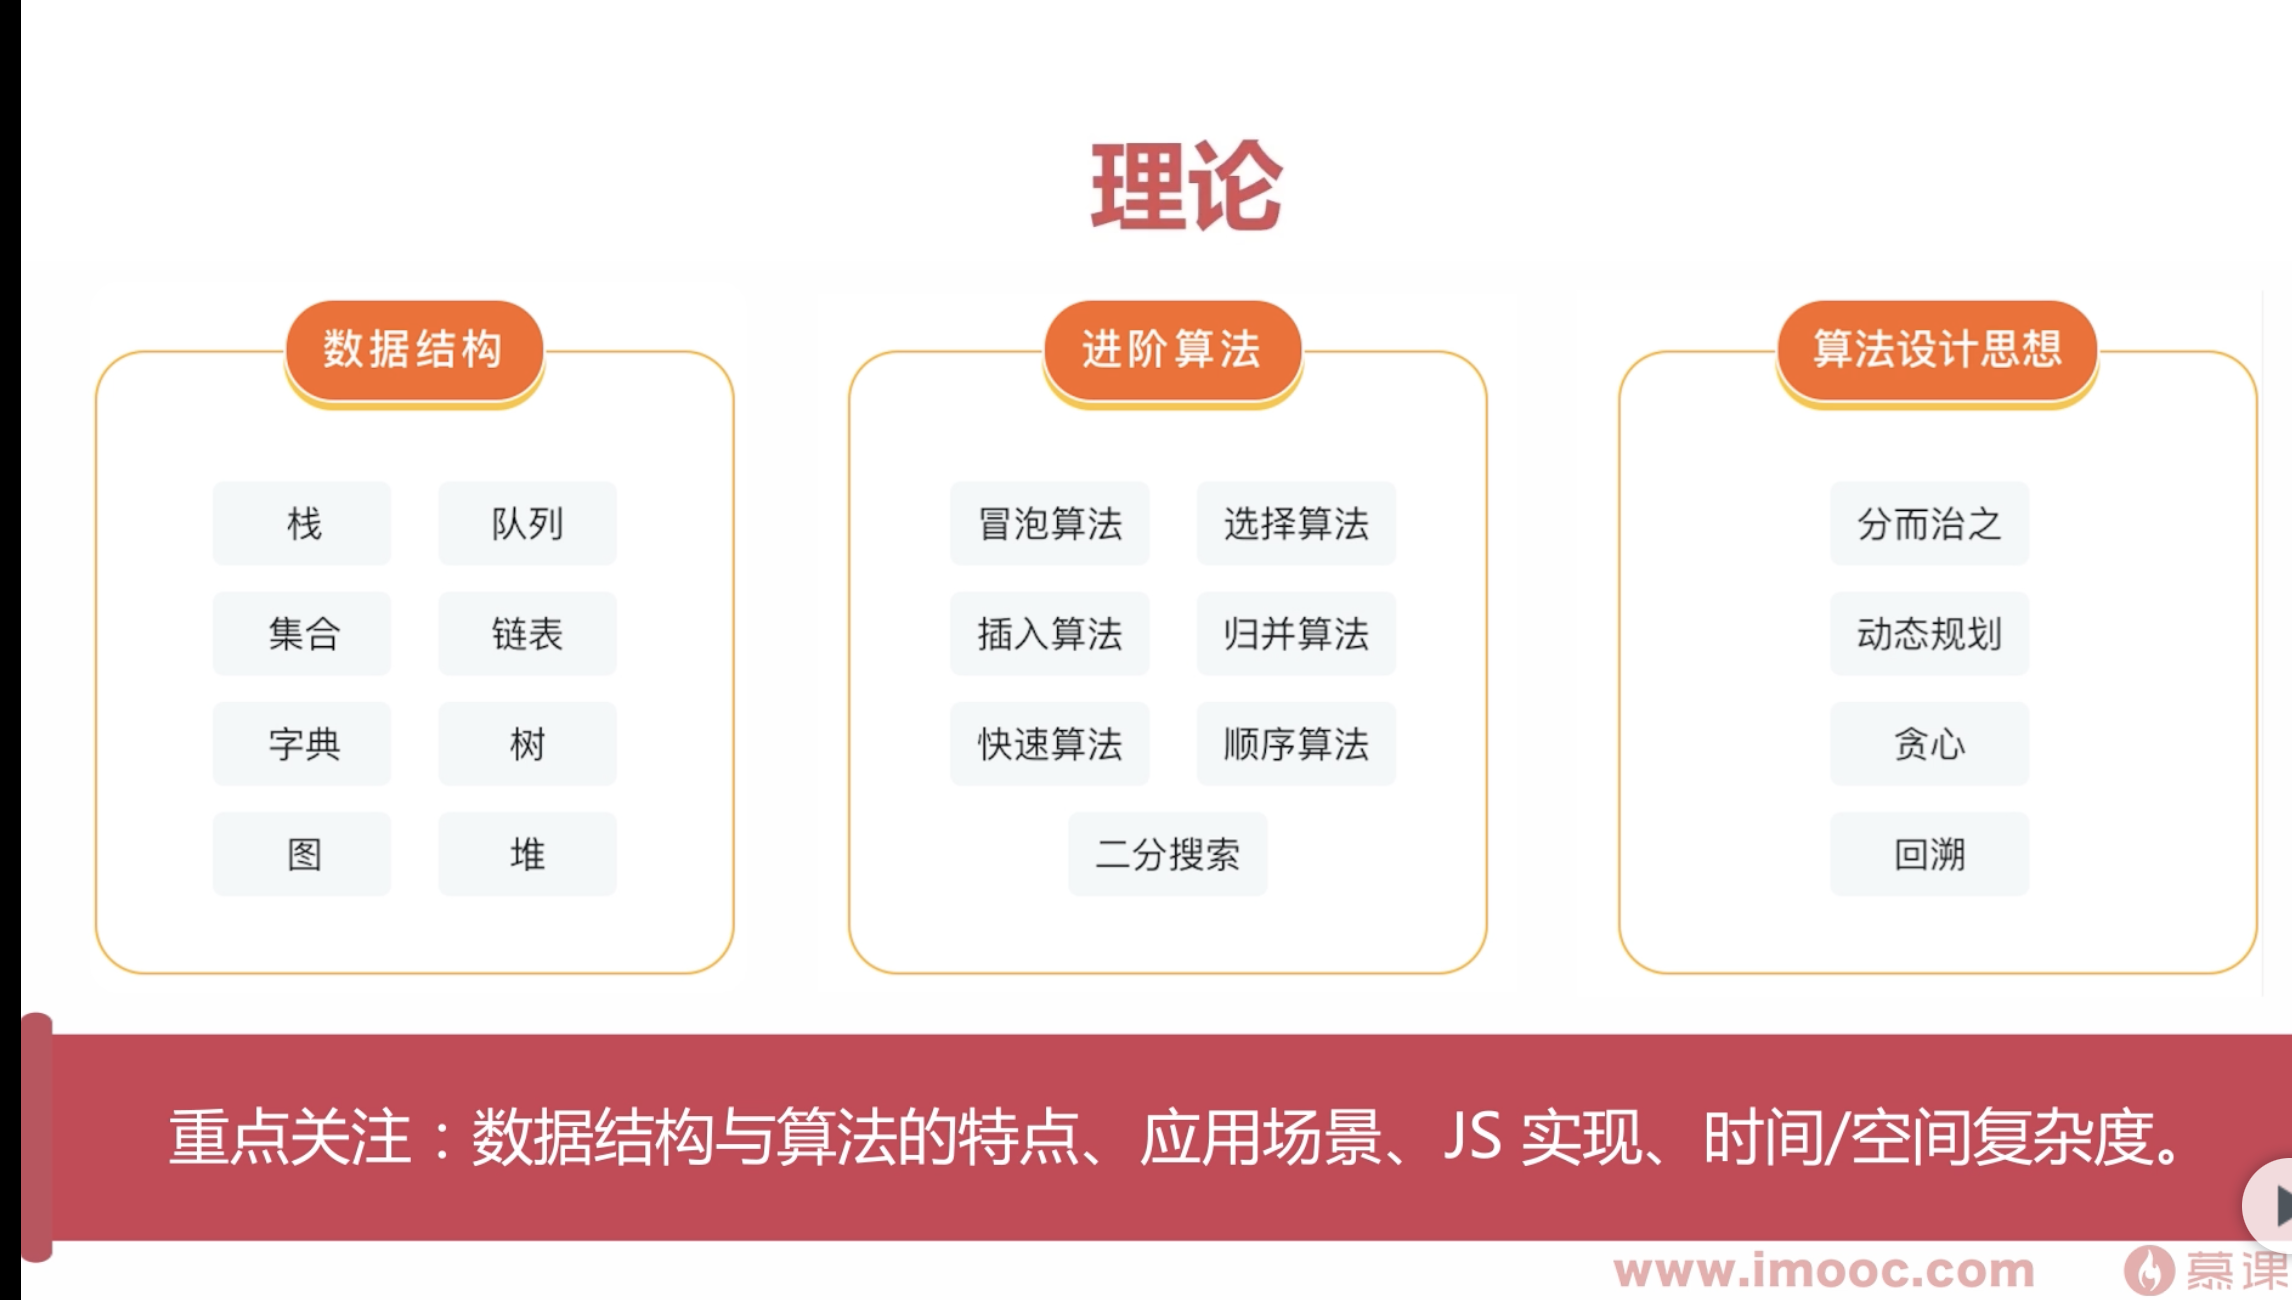 理论
数据结构
栈 队列
集合 链表
字典 树
图 堆
进阶算法
冒泡算法 选择算法
插入算法 归并算法
快速算法 顺序算法
二分搜索
算法设计思想
分而治之
动态规划
贪心
回溯
重点关注：数据结构与算法的特点、应用场景、JS 实现、时间/空间复杂度。
www.imooc.com 慕课